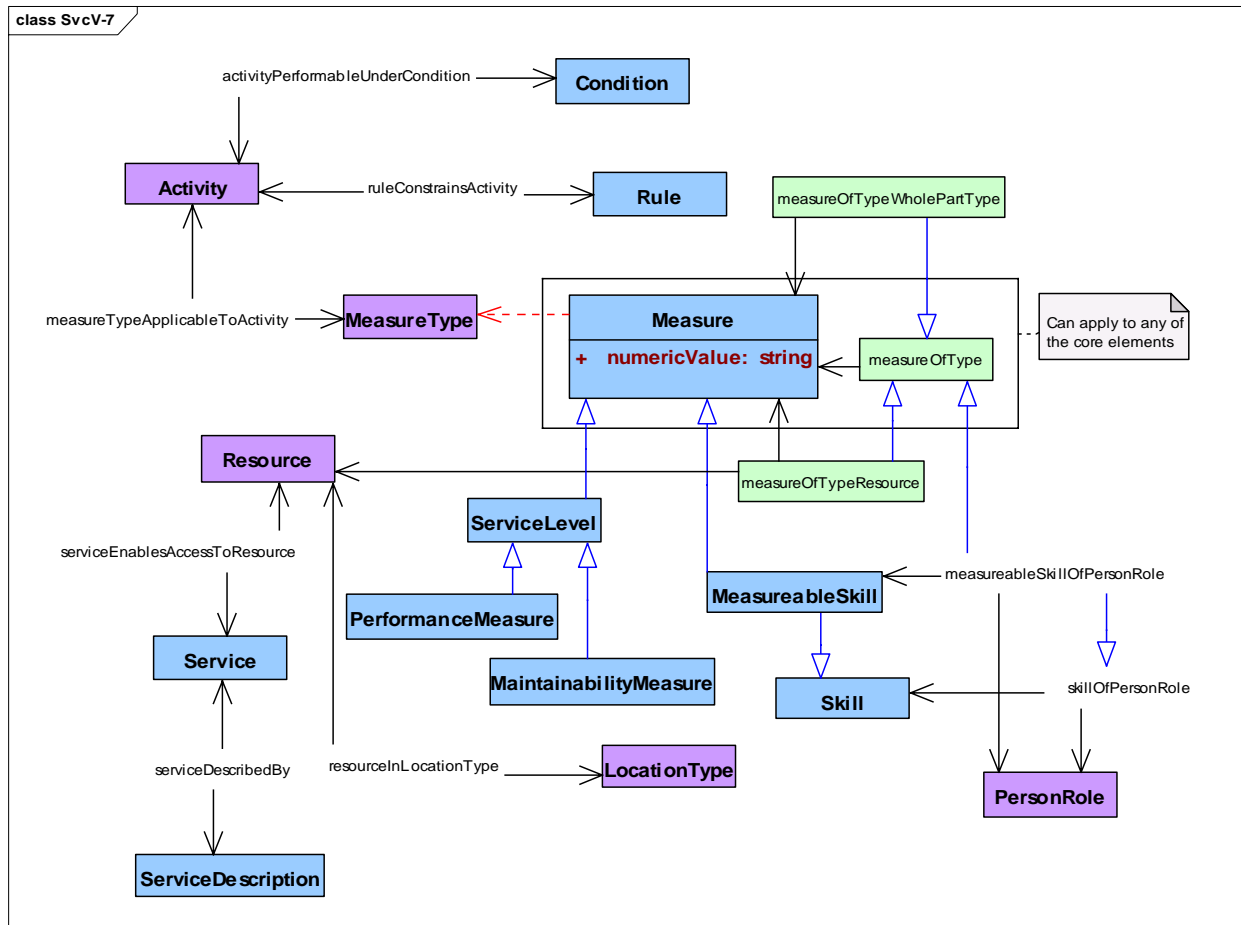 class SvcV-7
activityPerformableUnderCondition
Condition
Activity
ruleConstrainsActivity
Rule
measureOfTypeWholePartType
measureTypeApplicableToActivity
MeasureType
Measure
+ numericValue: string
measureOfType
Can apply to any of
the core elements
Resource
measureOfTypeResource
ServiceLevel
serviceEnablesAccessToResource
PerformanceMeasure
MeasureableSkill
measureableSkillOfPersonRole
Service
MaintainabilityMeasure
Skill
skillOfPersonRole
serviceDescribedBy
resourceInLocationType
LocationType
PersonRole
ServiceDescription